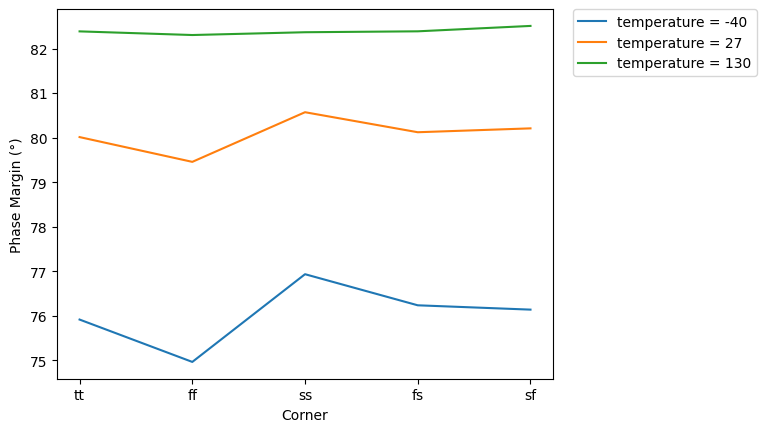 temperature = -40
temperature = 27
temperature = 130
Phase Margin (°)
82
81
80
79
78
77
76
75
tt ff ss fs sf
Corner